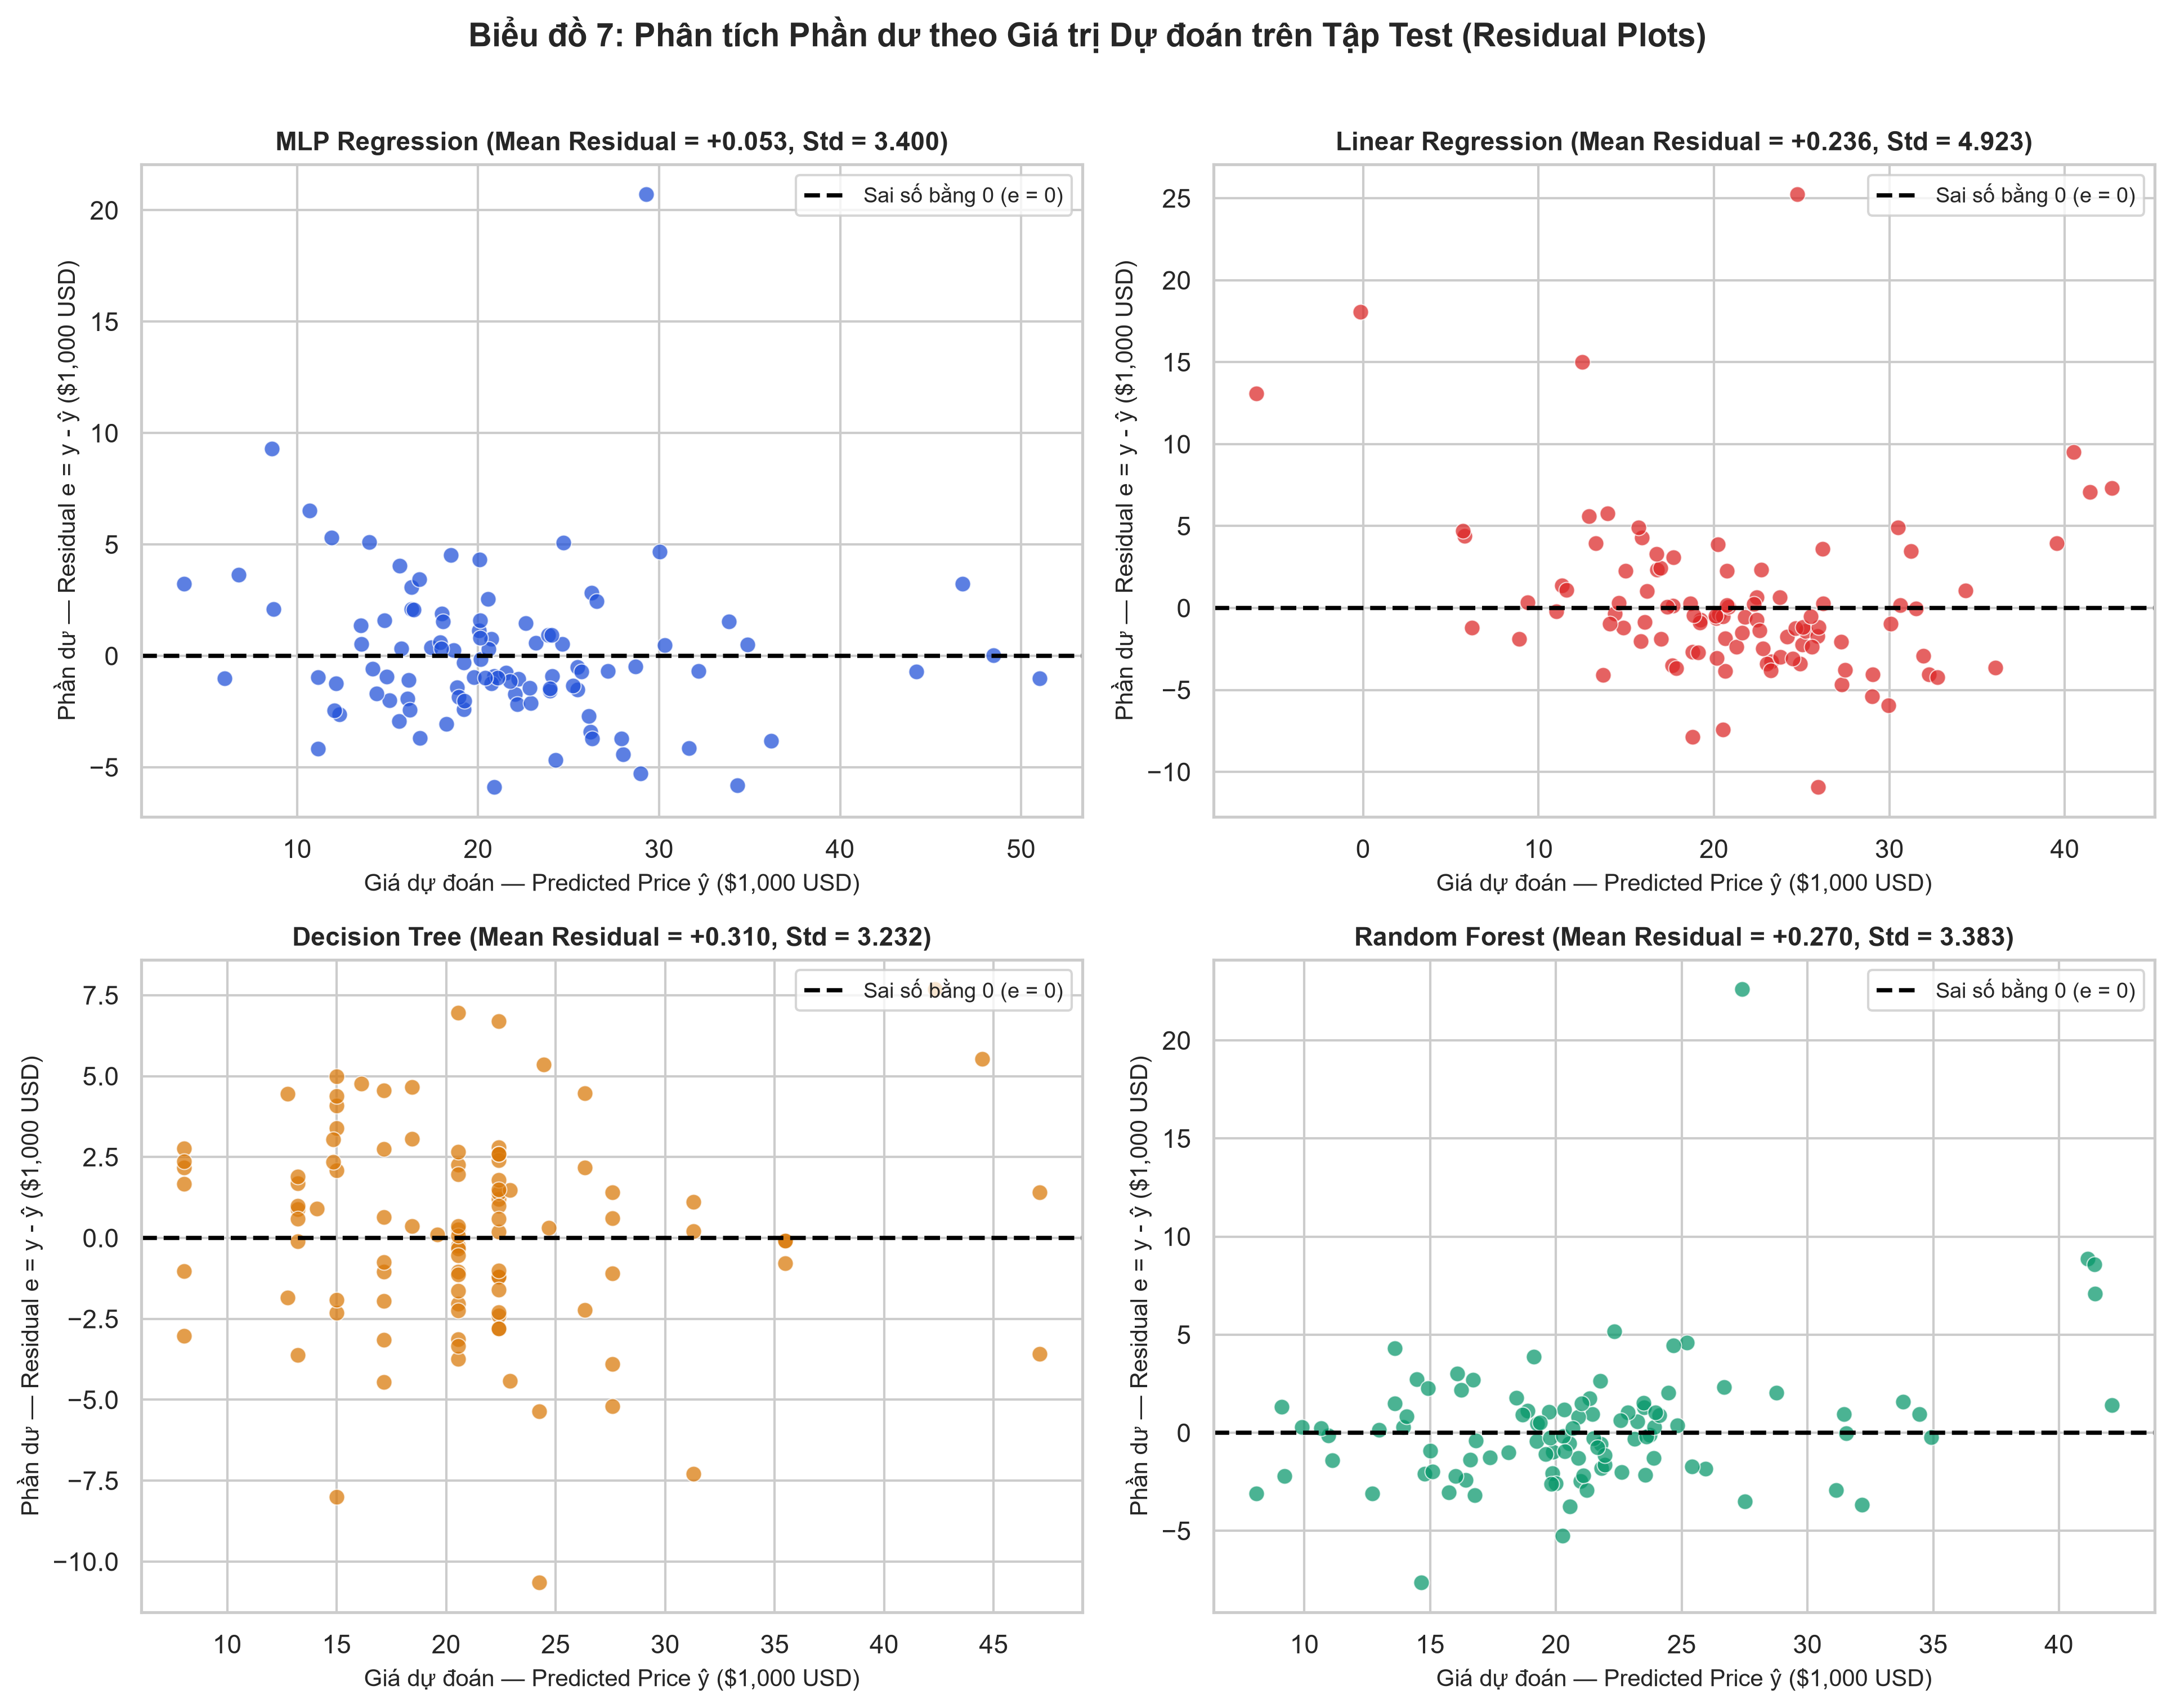 Biểu đồ 7: Phân tích Phần dư theo Giá trị Dự đoán trên Tập Test (Residual Plots)
MLP Regression (Mean Residual = +0.053, Std = 3.400)
Sai số bằng 0 (e = 0)
Phần dư — Residual e = y - ŷ ($1,000 USD)
20
15
10
5
0
−5
10 20 30 40 50
Giá dự đoán — Predicted Price ŷ ($1,000 USD)
Linear Regression (Mean Residual = +0.236, Std = 4.923)
Sai số bằng 0 (e = 0)
Phần dư — Residual e = y - ŷ ($1,000 USD)
25
20
15
10
5
0
−5
−10
0 10 20 30 40
Giá dự đoán — Predicted Price ŷ ($1,000 USD)
Decision Tree (Mean Residual = +0.310, Std = 3.232)
Sai số bằng 0 (e = 0)
Phần dư — Residual e = y - ŷ ($1,000 USD)
7.5
5.0
2.5
0.0
−2.5
−5.0
−7.5
−10.0
10 15 20 25 30 35 40 45
Giá dự đoán — Predicted Price ŷ ($1,000 USD)
Random Forest (Mean Residual = +0.270, Std = 3.383)
Sai số bằng 0 (e = 0)
Phần dư — Residual e = y - ŷ ($1,000 USD)
20
15
10
5
0
−5
10 15 20 25 30 35 40
Giá dự đoán — Predicted Price ŷ ($1,000 USD)